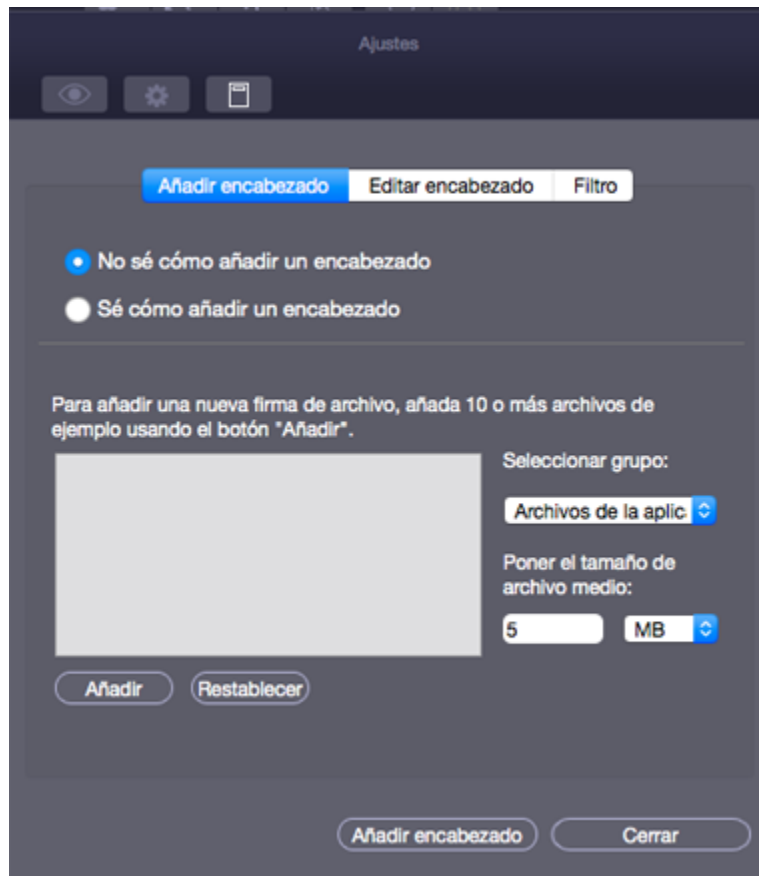 Ajustes
Añadir encabezado Editar encabezado Filtro
No sé cómo añadir un encabezado
Sé cómo añadir un encabezado
Para añadir una nueva firma de archivo, añada 10 o más archivos de
ejemplo usando el botón "Añadir".
Seleccionar grupo:
Archivos de la aplic
Poner el tamaño de
archivo medio:
5 MB
Añadir Restablecer
Añadir encabezado Cerrar